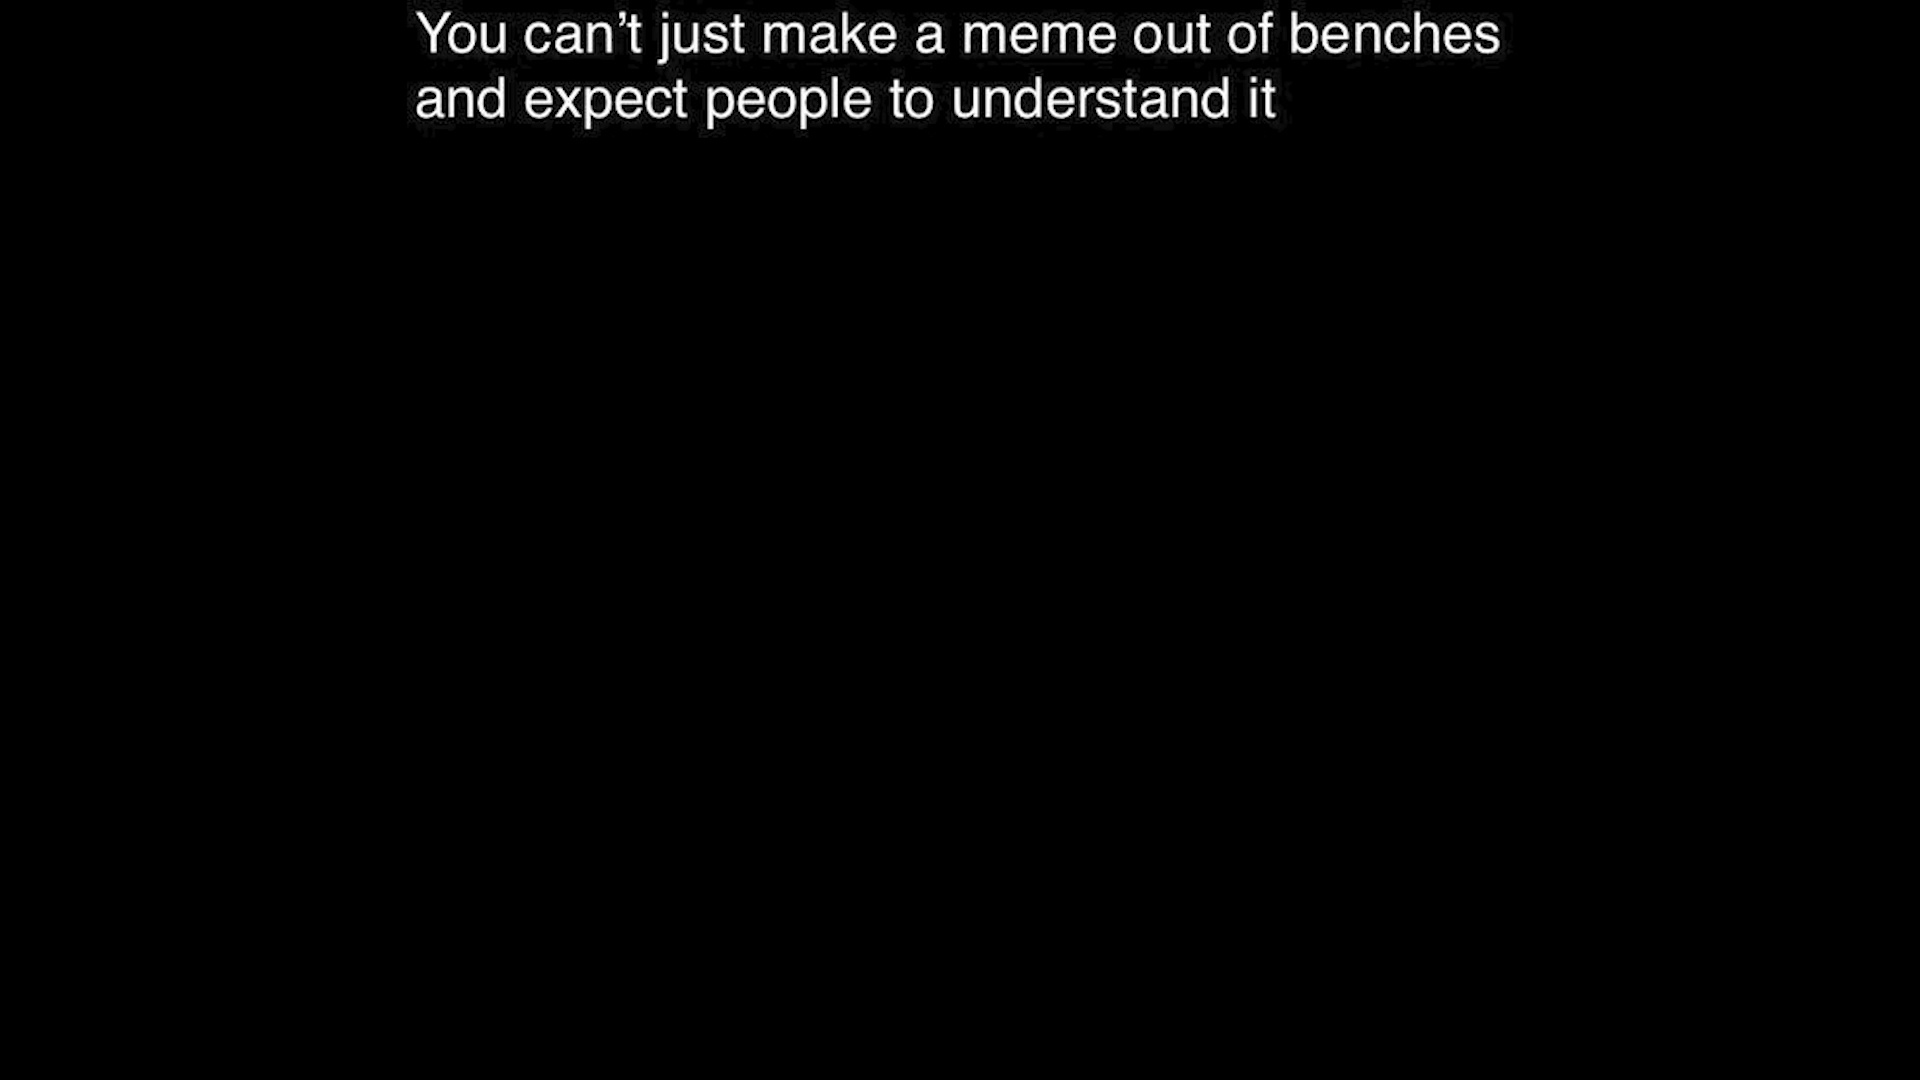 You can’t just make a meme out of benches
and expect people to understand it